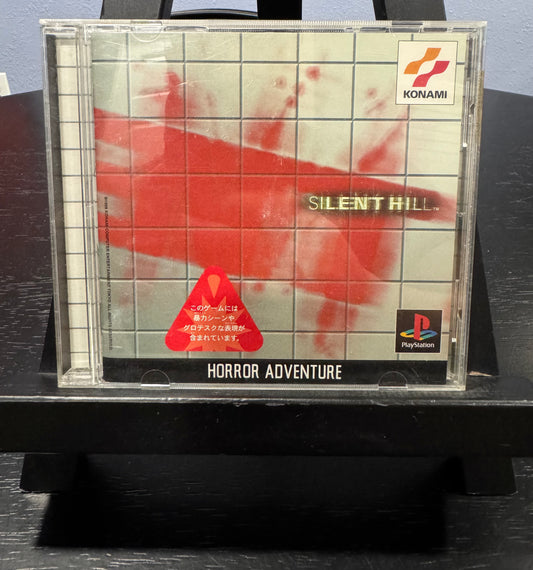 KONAMI
SILENT HILL™
このゲームには
暴力シーンや、
グロテスクな表現が
含まれています。
PlayStation
HORROR ADVENTURE